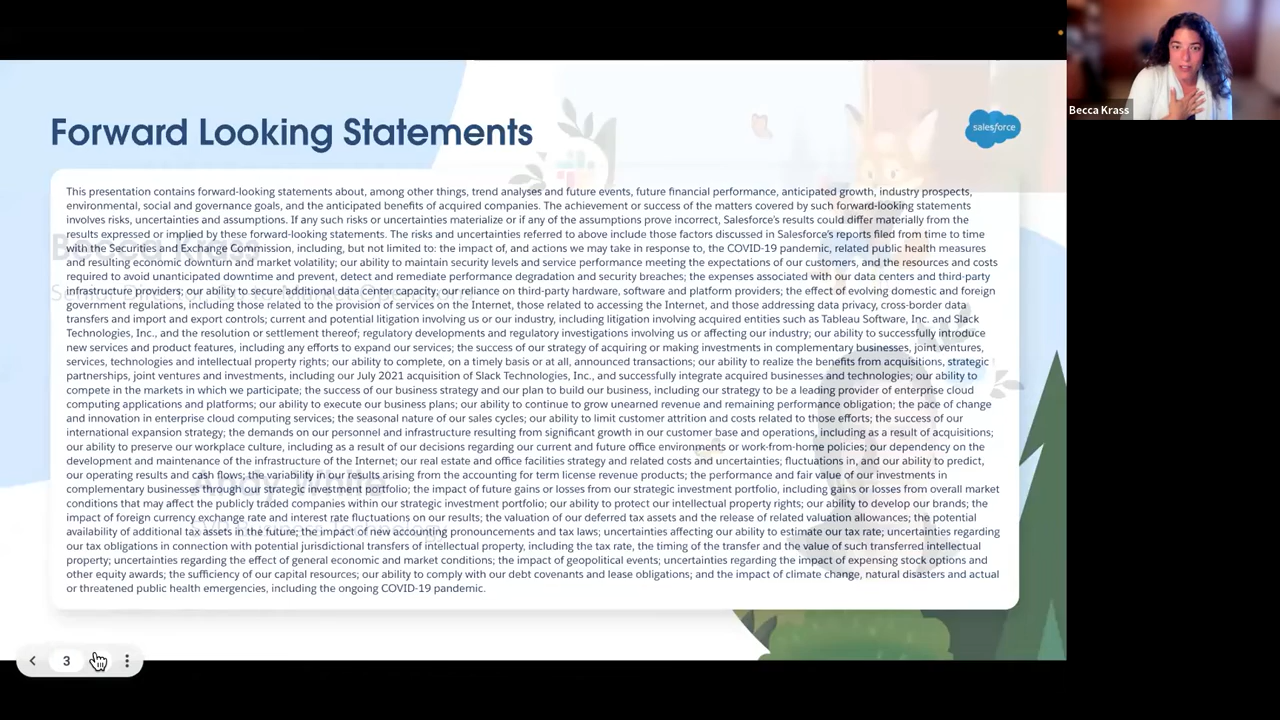 Forward Looking Statements
salesforce
Becca Krass
This presentation contains forward-looking statements about, among other things, trend analyses and future events, future financial performance, anticipated growth, industry prospects,
environmental, social and governance goals, and the anticipated benefits of acquired companies. The achievement or success of the matters covered by such forward-looking statements
involves risks, uncertainties and assumptions. If any such risks or uncertainties materialize or if any of the assumptions prove incorrect, Salesforce's results could differ materially from the
results expressed or implied by these forward-looking statements. The risks and uncertainties referred to above include those factors discussed in Salesforce's reports filed from time to time
with the Securities and Exchange Commission, including, but not limited to: the impact of, and actions we may take in response to, the COVID-19 pandemic, related public health measures
and resulting economic downturn and market volatility; our ability to maintain security levels and service performance meeting the expectations of our customers, and the resources and costs
required to avoid unanticipated downtime and prevent, detect and remediate performance degradation and security breaches; the expenses associated with our data centers and third-party
infrastructure providers; our ability to secure additional data center capacity, our reliance on third-party hardware, software and platform providers; the effect of evolving domestic and foreign
government regulations, including those related to the provision of services on the Internet, those related to accessing the Internet, and those addressing data privacy, cross-border data
transfers and import and export controls; current and potential litigation involving us or our industry, including litigation involving acquired entities such as Tableau Software, Inc. and Slack
Technologies, Inc., and the resolution or settlement thereof; regulatory developments and regulatory investigations involving us or affecting our industry; our ability to successfully introduce
new services and product features, including any efforts to expand our services; the success of our strategy of acquiring or making investments in complementary businesses, joint ventures,
services, technologies and intellectual property rights; our ability to complete, on a timely basis or at all, announced transactions; our ability to realize the benefits from acquisitions, strategic
partnerships, joint ventures and investments, including our July 2021 acquisition of Slack Technologies, Inc., and successfully integrate acquired businesses and technologies; our ability to
compete in the markets in which we participate; the success of our business strategy and our plan to build our business, including our strategy to be a leading provider of enterprise cloud
computing applications and platforms; our ability to execute our business plans; our ability to continue to grow unearned revenue and remaining performance obligation; the pace of change
and innovation in enterprise cloud computing services; the seasonal nature of our sales cycles; our ability to limit customer attrition and costs related to those efforts; the success of our
international expansion strategy; the demands on our personnel and infrastructure resulting from significant growth in our customer base and operations, including as a result of acquisitions;
our ability to preserve our workplace culture, including as a result of our decisions regarding our current and future office environments or work-from-home policies; our dependency on the
development and maintenance of the infrastructure of the Internet; our real estate and office facilities strategy and related costs and uncertainties; fluctuations in, and our ability to predict,
our operating results and cash flows; the variability in our results arising from the accounting for term license revenue products; the performance and fair value of our investments in
complementary businesses through our strategic investment portfolio; the impact of future gains or losses from our strategic investment portfolio, including gains or losses from overall market
conditions that may affect the publicly traded companies within our strategic investment portfolio; our ability to protect our intellectual property rights; our ability to develop our brands; the
impact of foreign currency exchange rate and interest rate fluctuations on our results; the valuation of our deferred tax assets and the release of related valuation allowances; the potential
availability of additional tax assets in the future; the impact of new accounting pronouncements and tax laws; uncertainties affecting our ability to estimate our tax rate; uncertainties regarding
our tax obligations in connection with potential jurisdictional transfers of intellectual property, including the tax rate, the timing of the transfer and the value of such transferred intellectual
property; uncertainties regarding the effect of general economic and market conditions; the impact of geopolitical events; uncertainties regarding the impact of expensing stock options and
other equity awards; the sufficiency of our capital resources; our ability to comply with our debt covenants and lease obligations; and the impact of climate change, natural disasters and actual
or threatened public health emergencies, including the ongoing COVID-19 pandemic.
Becca Krass
3